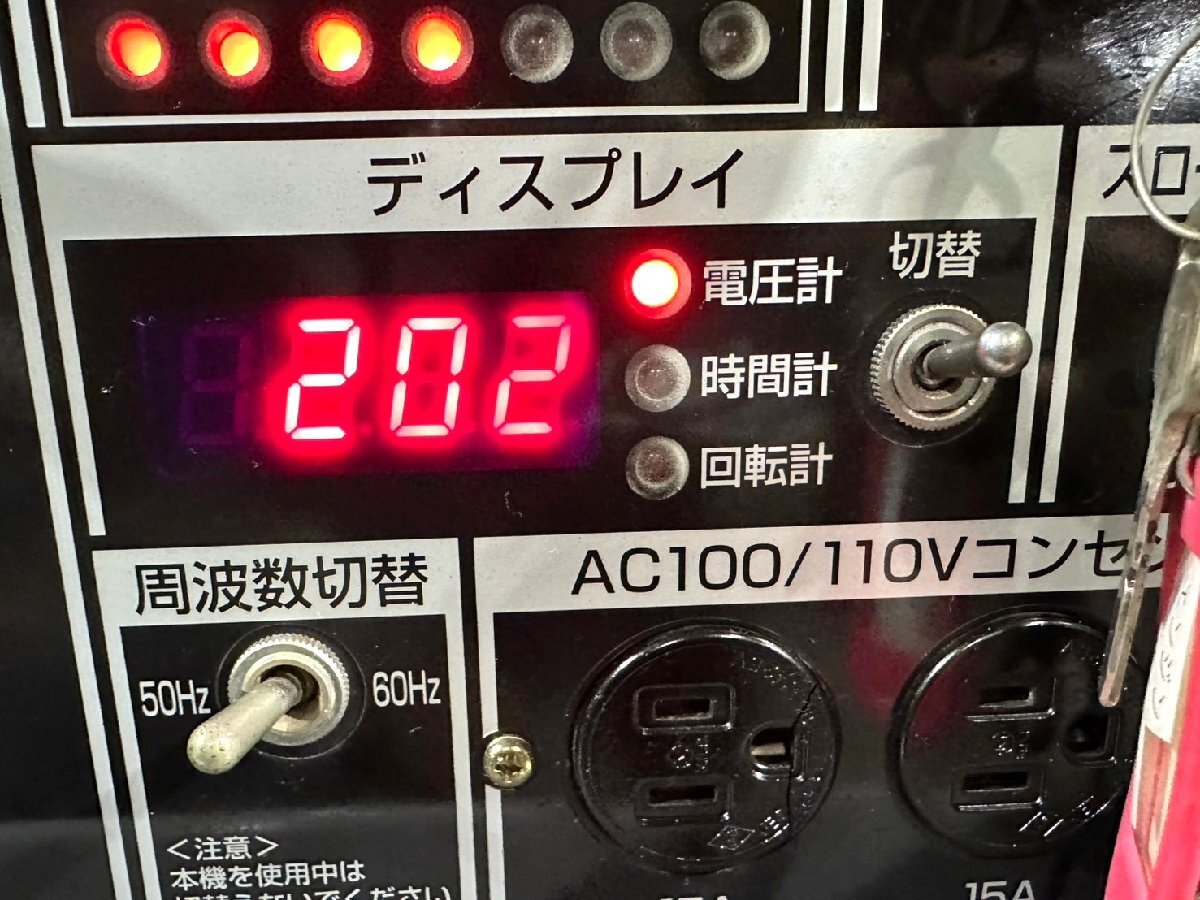 ディスプレイ
202
電圧計
時間計
回転計
切替
周波数切替
50Hz
60Hz
AC100/110Vコンセ
15A
＜注意＞
本機を使用中は